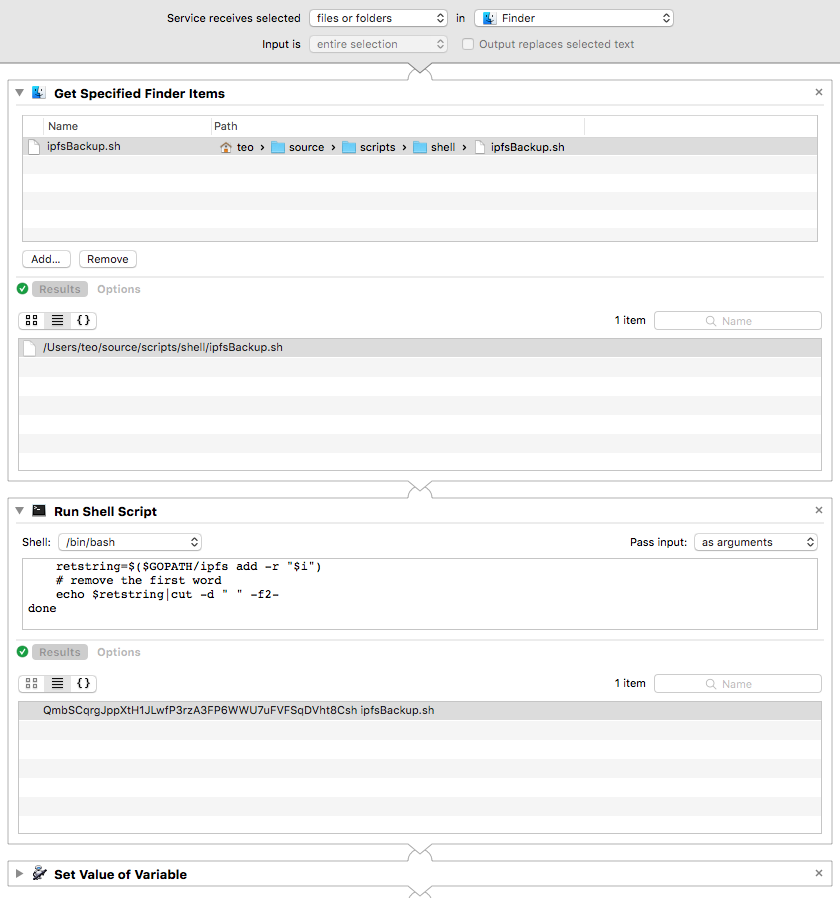 Service receives selected files or folders in Finder
Input is entire selection Output replaces selected text
Get Specified Finder Items
Name Path
ipfsBackup.sh teo › source › scripts › shell › ipfsBackup.sh
Add... Remove
Results Options
1 item Name
/Users/teo/source/scripts/shell/ipfsBackup.sh
Run Shell Script
Shell: /bin/bash Pass input: as arguments
retstring=$($GOPATH/ipfs add -r "$i")
# remove the first word
echo $retstring|cut -d " " -f2-
done
Results Options
1 item Name
QmbSCqrgJppXtH1JLwfP3rzA3FP6WWU7uFVFSqDVht8Csh ipfsBackup.sh
Set Value of Variable